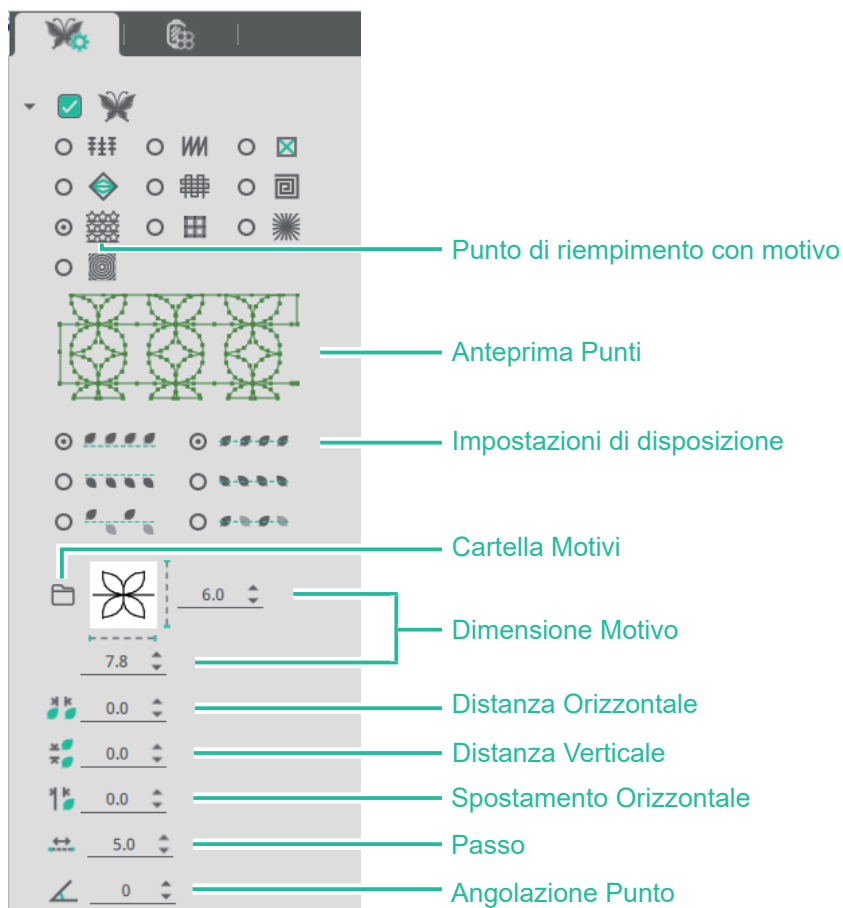 Punto di riempimento con motivo
Anteprima Punti
Impostazioni di disposizione
Cartella Motivi
6.0
Dimensione Motivo
7.8
0.0 Distanza Orizzontale
0.0 Distanza Verticale
0.0 Spostamento Orizzontale
5.0 Passo
0 Angolazione Punto